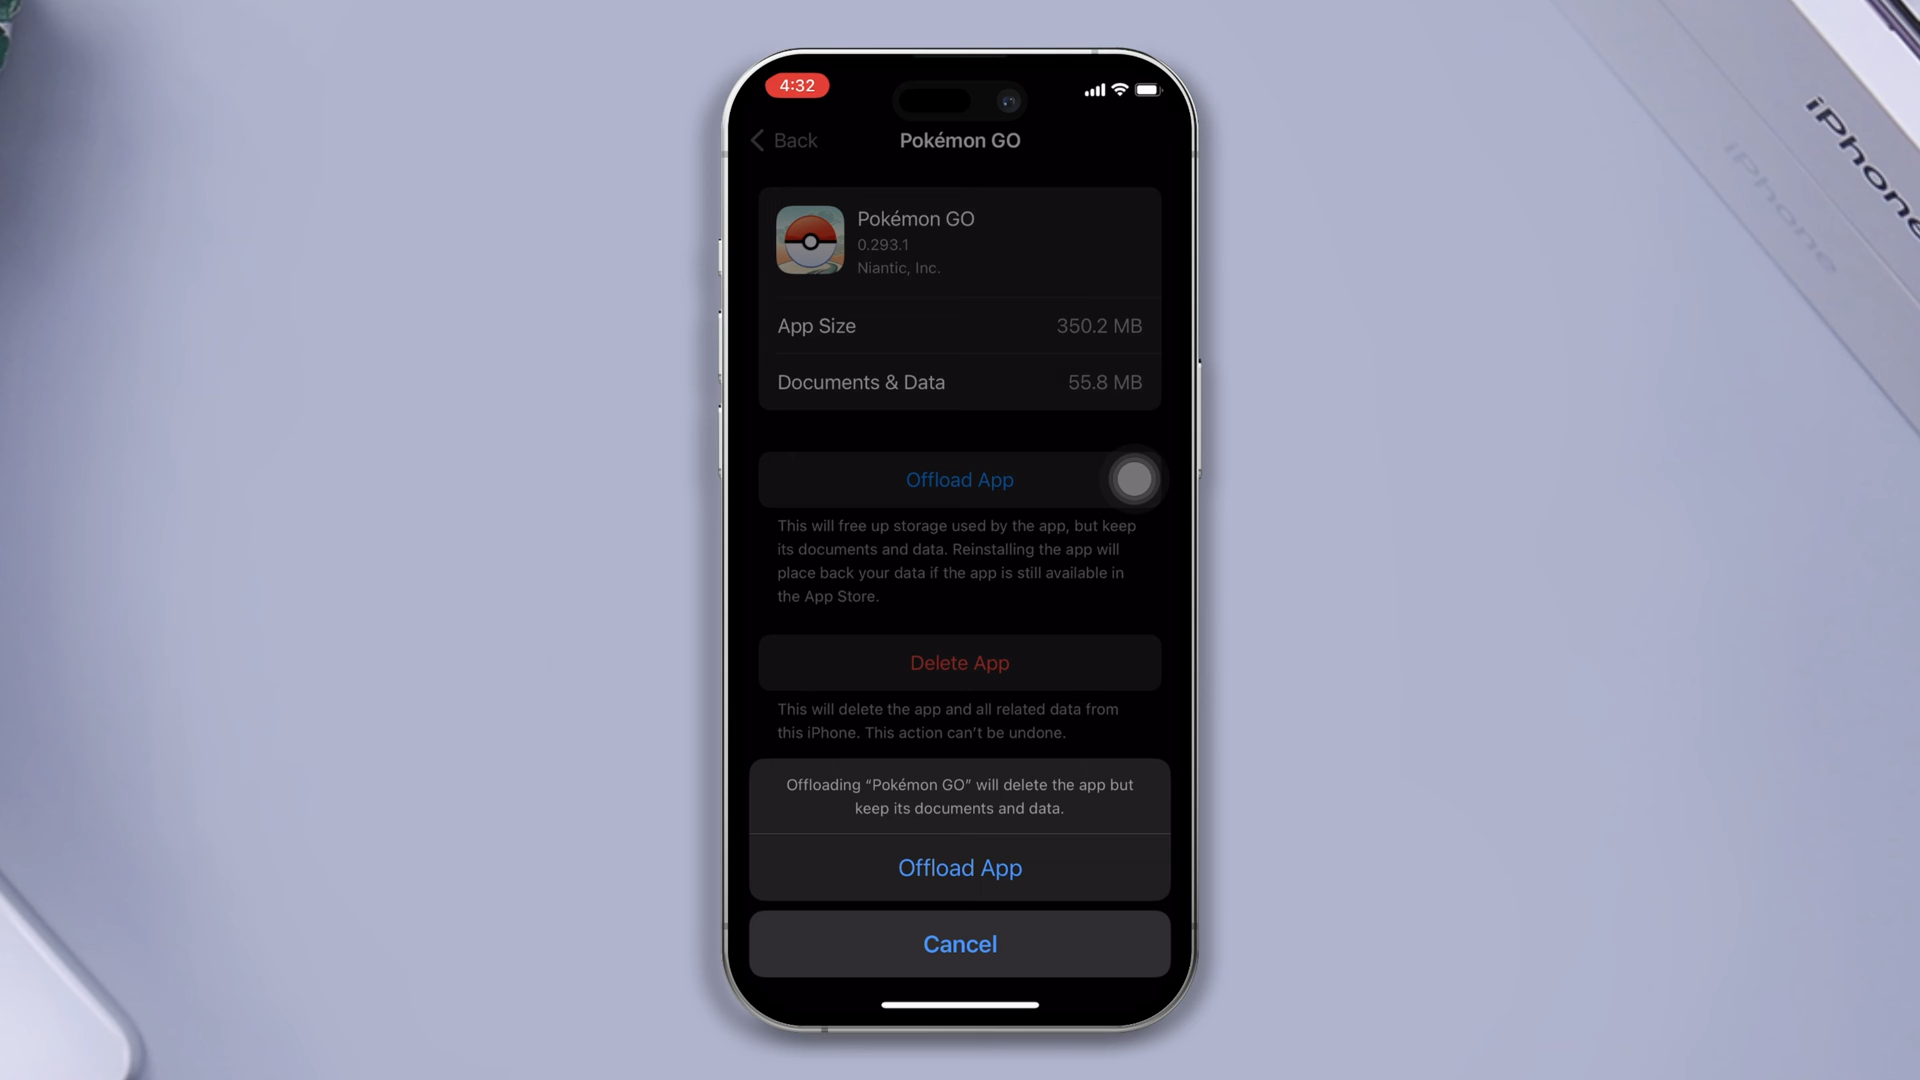 4:32
Back
Pokémon GO
Pokémon GO
0.293.1
Niantic, Inc.
App Size 350.2 MB
Documents & Data 55.8 MB
Offload App
This will free up storage used by the app, but keep
its documents and data. Reinstalling the app will
place back your data if the app is still available in
the App Store.
Delete App
This will delete the app and all related data from
this iPhone. This action can't be undone.
Offloading “Pokémon GO” will delete the app but
keep its documents and data.
Offload App
Cancel
iPhone
iPhone